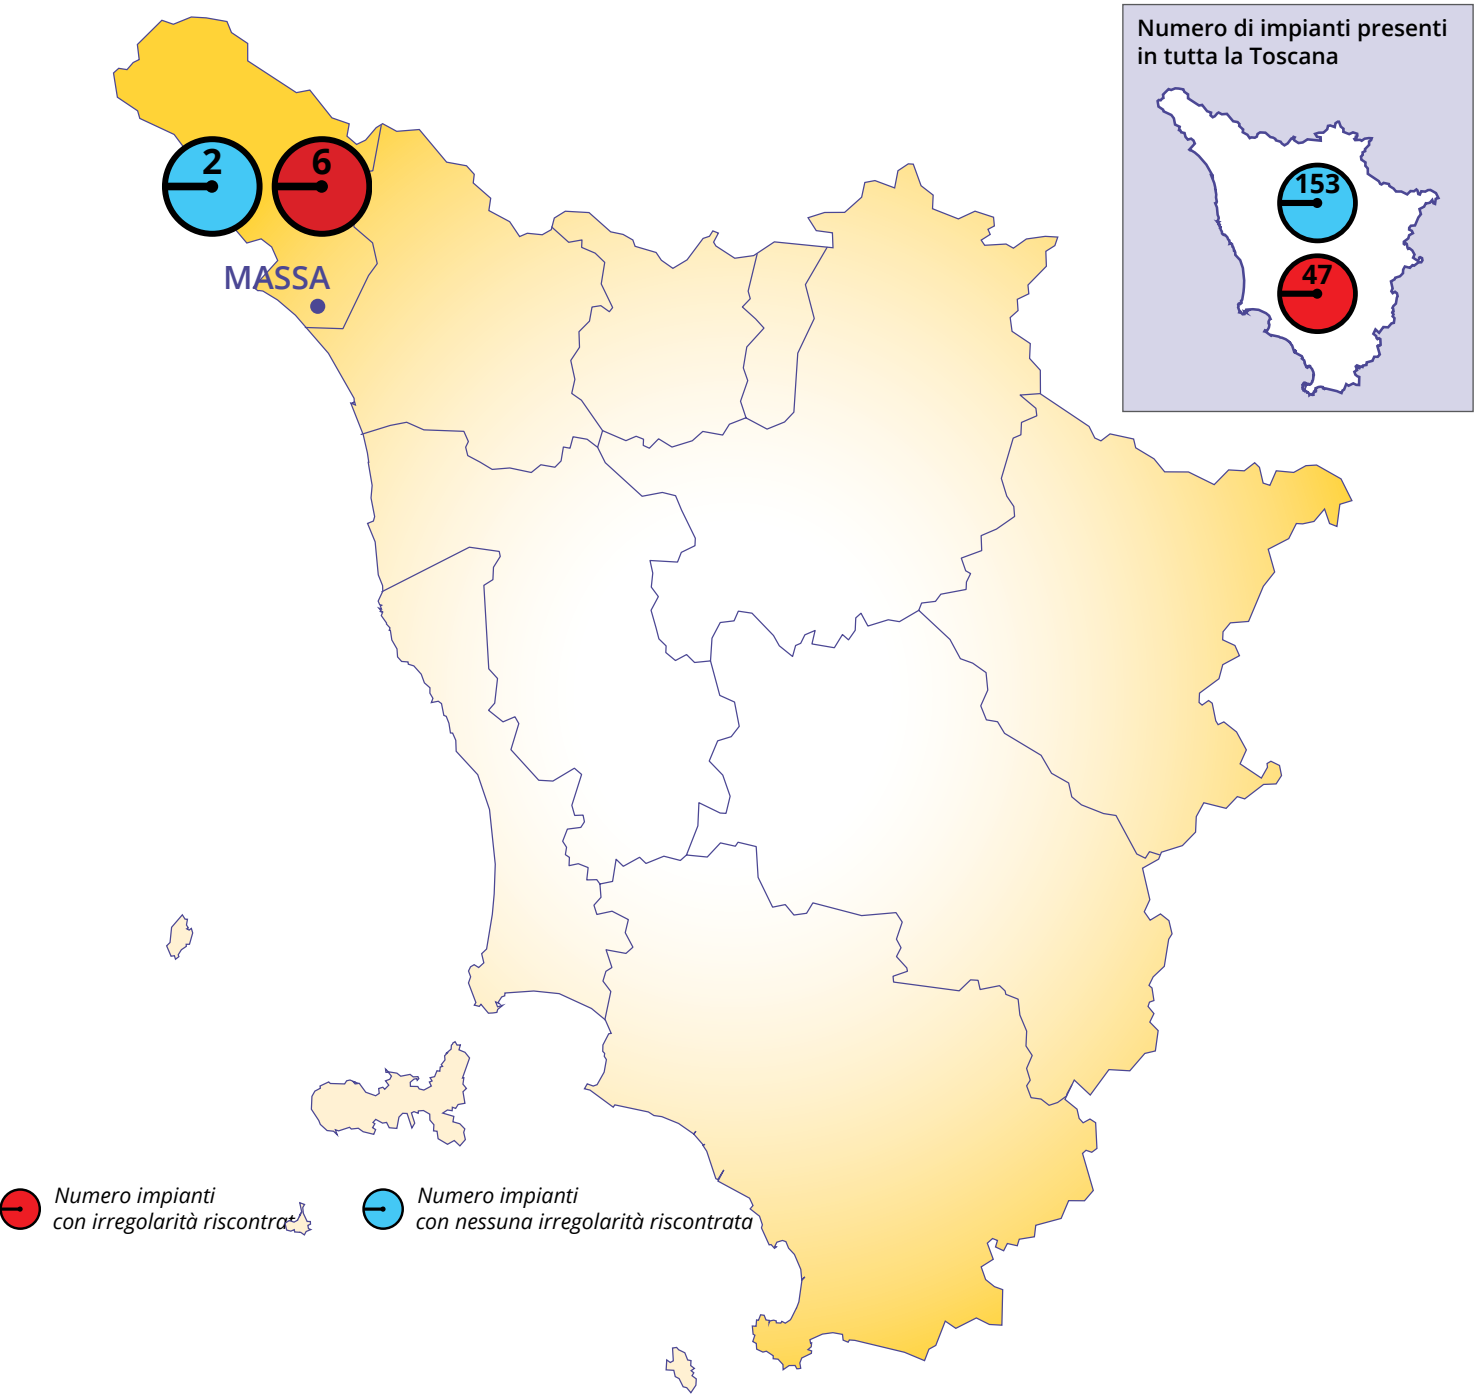 Numero di impianti presenti
in tutta la Toscana
153
47
2
6
MASSA
Numero impianti
con irregolarità
Numero impianti
con nessuna irregolarità riscontrata